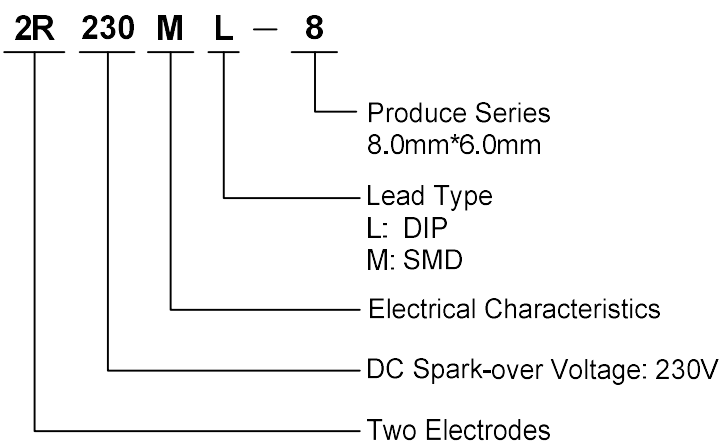 2R 230 M L – 8
Produce Series
8.0mm*6.0mm
Lead Type
L: DIP
M: SMD
Electrical Characteristics
DC Spark-over Voltage: 230V
Two Electrodes